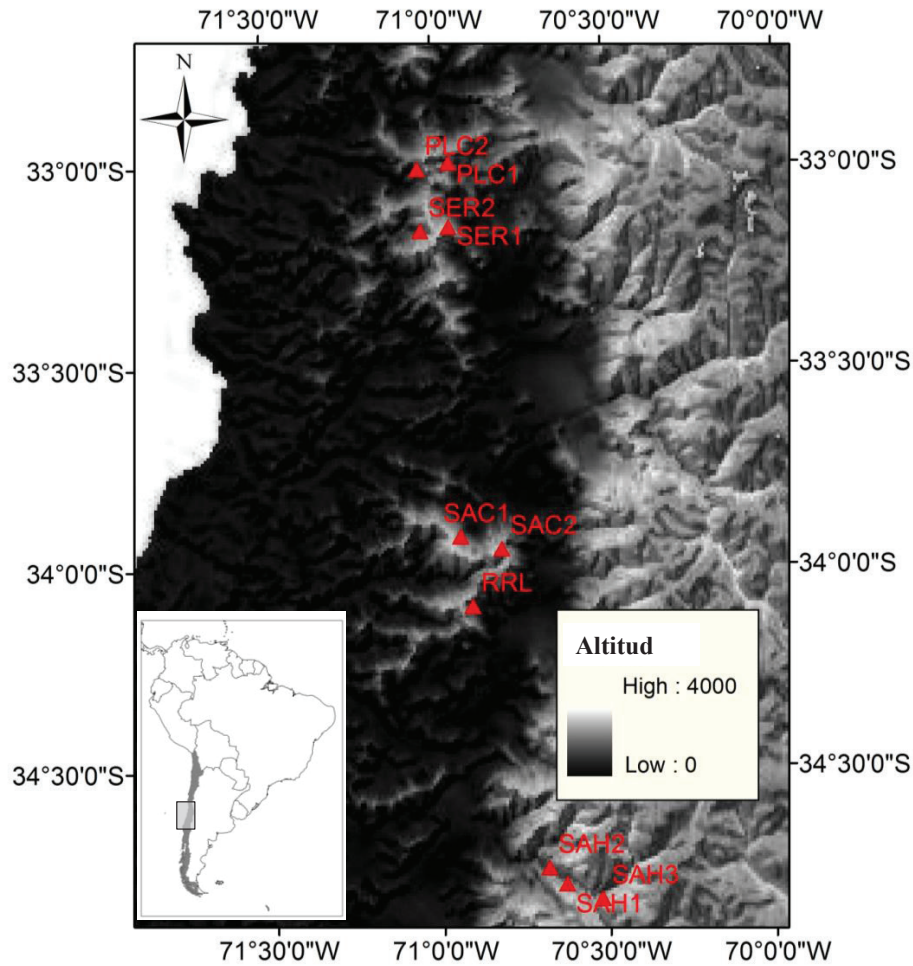 71°30'0"W 71°0'0"W 70°30'0"W 70°0'0"W
N
33°0'0"S 33°0'0"S
PLC2
PLC1
SER2
SER1
33°30'0"S 33°30'0"S
SAC1 SAC2
34°0'0"S 34°0'0"S
RRL
Altitud
High : 4000
Low : 0
34°30'0"S 34°30'0"S
SAH2
SAH3
SAH1
71°30'0"W 71°0'0"W 70°30'0"W 70°0'0"W